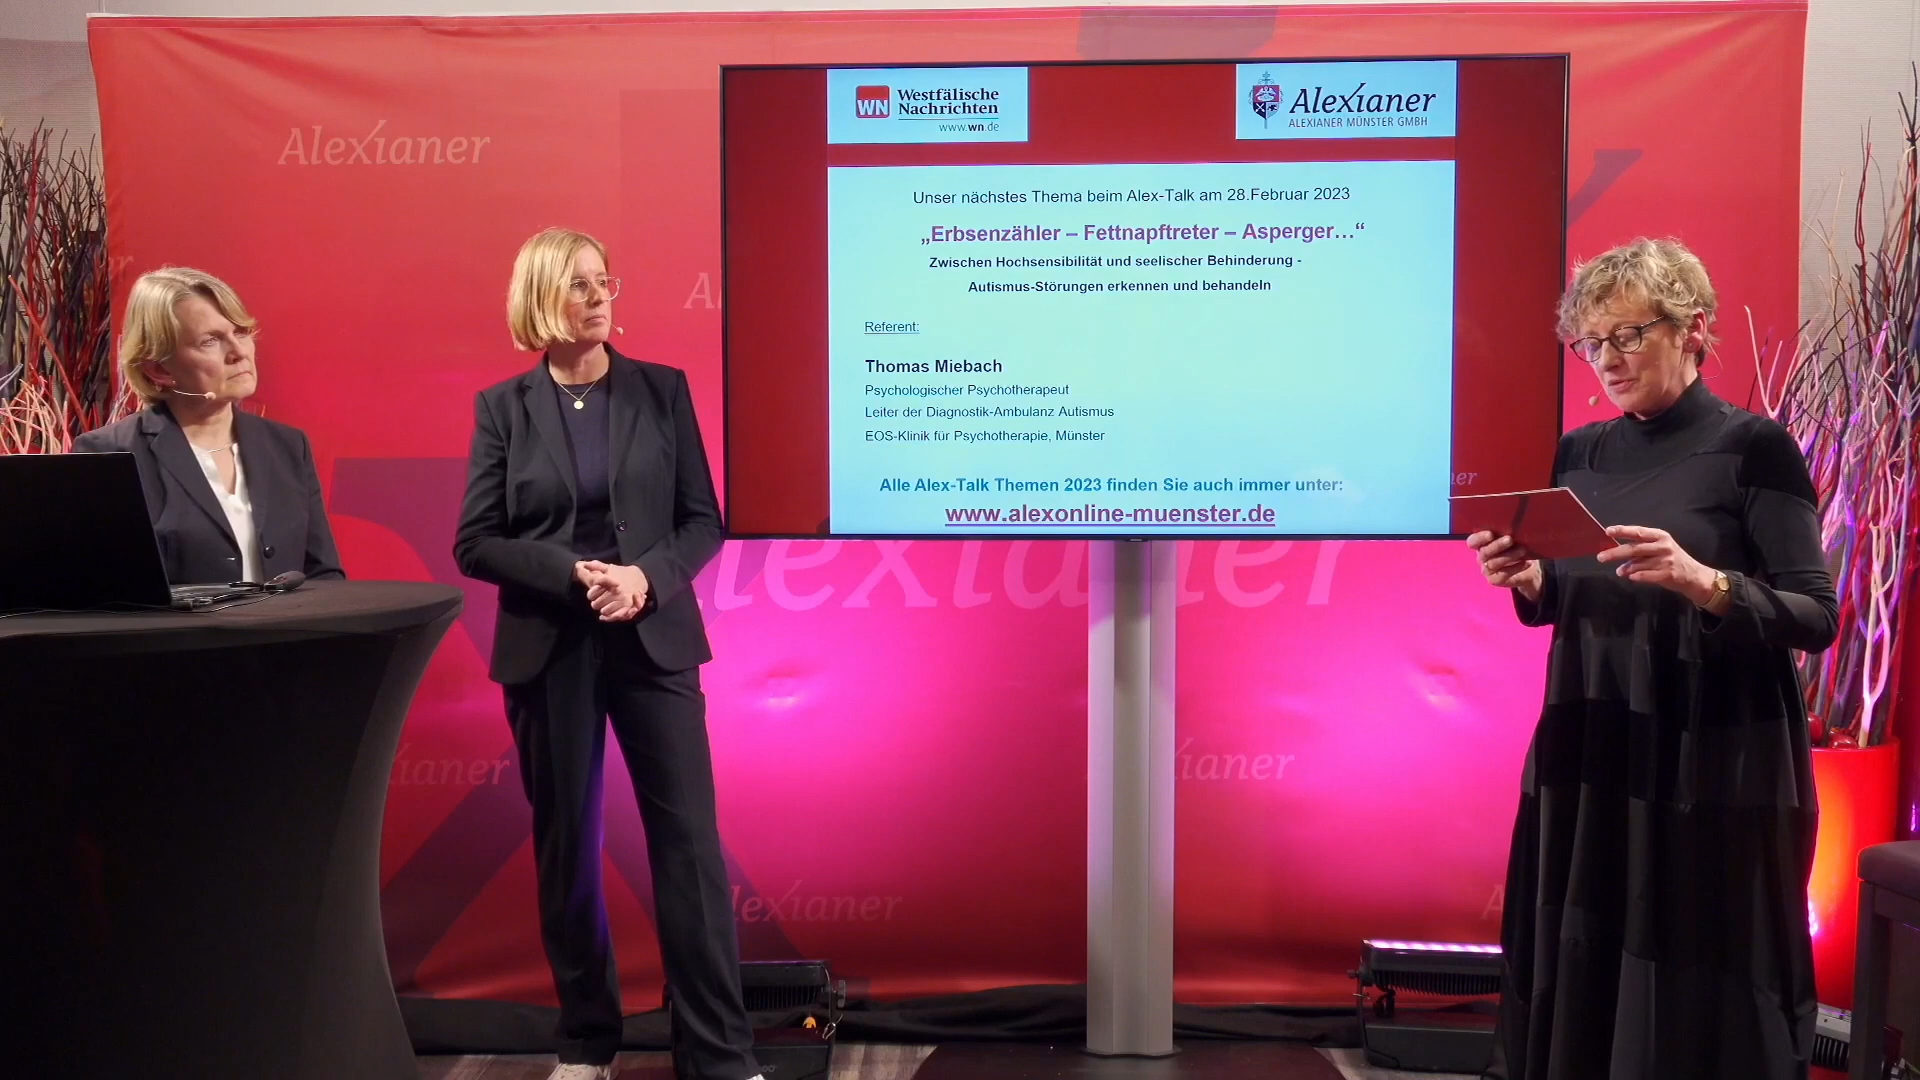 Alexianer
WN Westfälische
Nachrichten
www.wn.de
Alexianer
ALEXIANER MÜNSTER GMBH
Unser nächstes Thema beim Alex-Talk am 28.Februar 2023
„Erbsenzähler – Fettnapftreter – Asperger…“
Zwischen Hochsensibilität und seelischer Behinderung -
Autismus-Störungen erkennen und behandeln
Referent:
Thomas Miebach
Psychologischer Psychotherapeut
Leiter der Diagnostik-Ambulanz Autismus
EOS-Klinik für Psychotherapie, Münster
Alle Alex-Talk Themen 2023 finden Sie auch immer unter:
www.alexonline-muenster.de
Alexianer